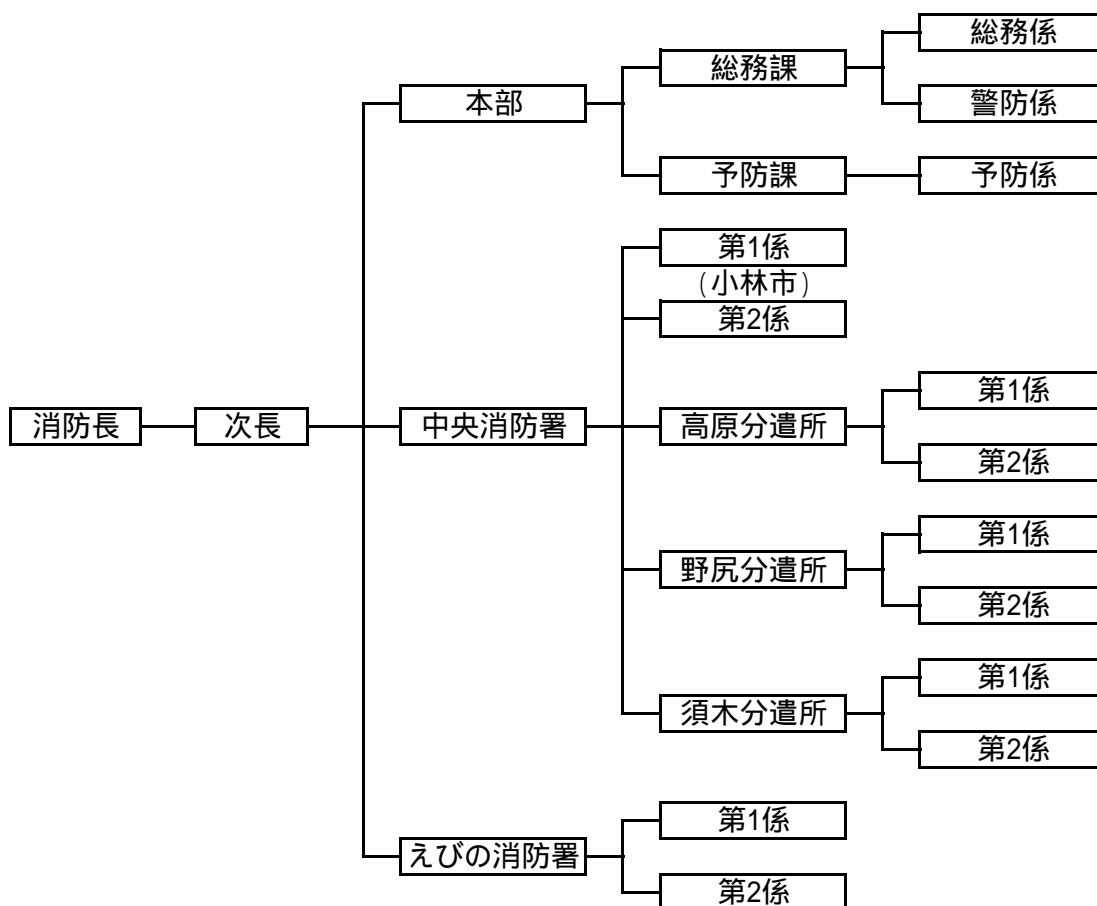 総務係
総務課
本部
警防係
予防課
予防係
第1係
(小林市)
第2係
消防長
次長
中央消防署
高原分遣所
第1係
第2係
野尻分遣所
第1係
第2係
須木分遣所
第1係
第2係
えびの消防署
第1係
第2係